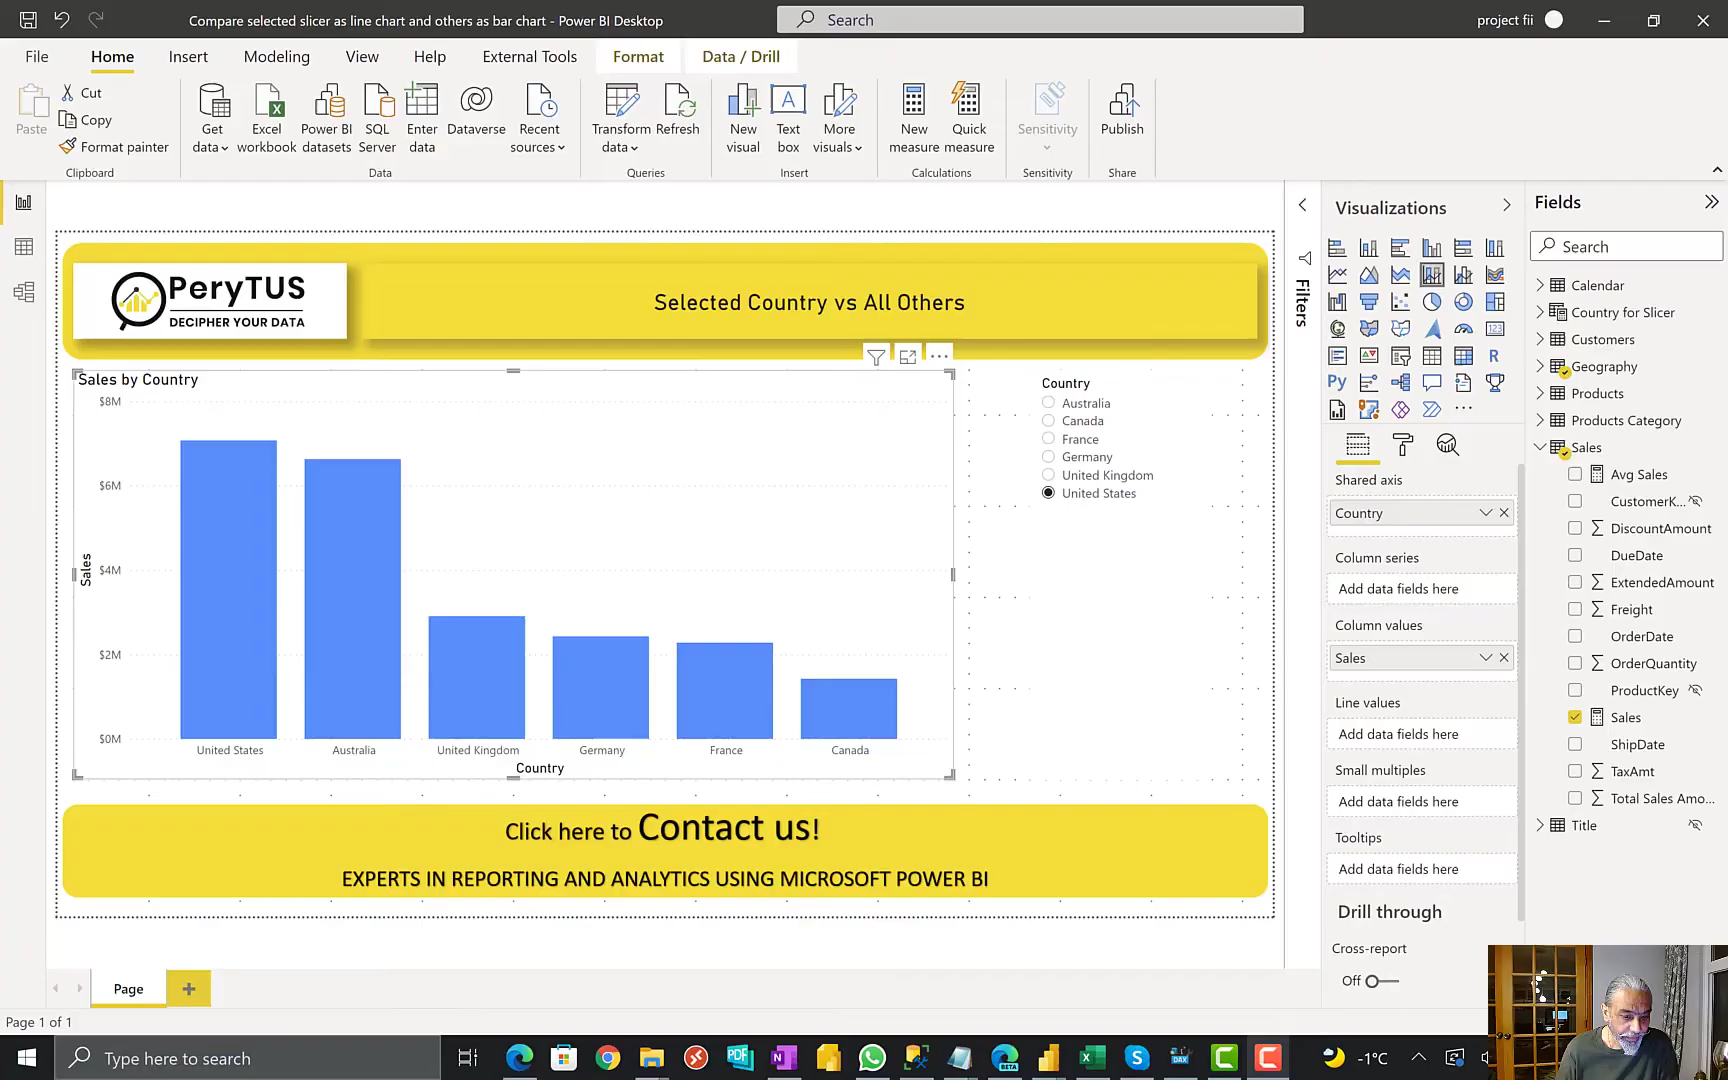 Compare selected slicer as line chart and others as bar chart - Power BI Desktop
Search
project fii
File
Home
Insert
Modeling
View
Help
External Tools
Format
Data / Drill
Paste
Cut
Copy
Format painter
Clipboard
Get data
Excel workbook
Power BI datasets
SQL Server
Enter data
Dataverse
Recent sources
Data
Transform data
Refresh
Queries
New visual
Text box
More visuals
Insert
New measure
Quick measure
Calculations
Sensitivity
Sensitivity
Publish
Share
PeryTUS
DECIPHER YOUR DATA
Selected Country vs All Others
Sales by Country
$8M
$6M
$4M
$2M
$0M
Sales
United States
Australia
United Kingdom
Germany
France
Canada
Country
Country
Australia
Canada
France
Germany
United Kingdom
United States
Click here to Contact us!
EXPERTS IN REPORTING AND ANALYTICS USING MICROSOFT POWER BI
Filters
Visualizations
R
Py
Shared axis
Country
Column series
Add data fields here
Column values
Sales
Line values
Add data fields here
Small multiples
Add data fields here
Tooltips
Add data fields here
Drill through
Cross-report
Off
Fields
Search
Calendar
Country for Slicer
Customers
Geography
Products
Products Category
Sales
Avg Sales
CustomerK...
DiscountAmount
DueDate
ExtendedAmount
Freight
OrderDate
OrderQuantity
ProductKey
Sales
ShipDate
TaxAmt
Total Sales Amo...
Title
Page
Page 1 of 1
Type here to search
-1°C